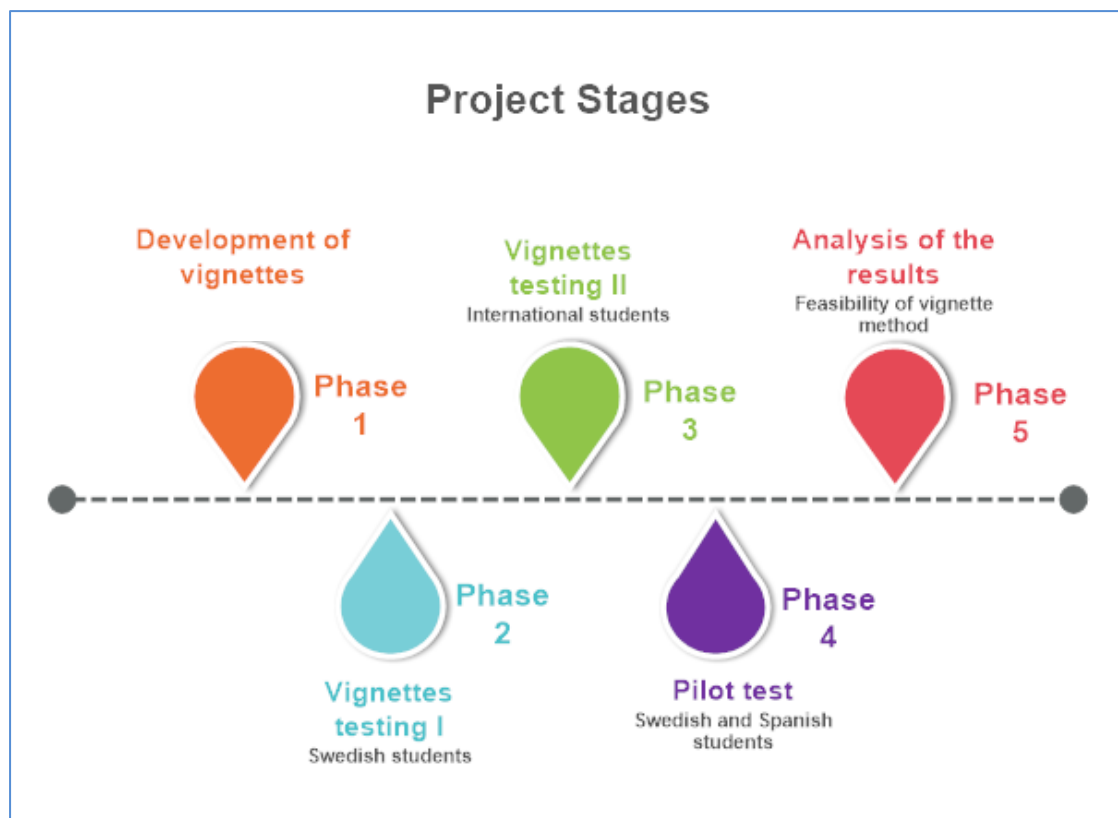 Project Stages
Development of
vignettes
Phase
1
Phase
2
Vignettes
testing I
Swedish students
Vignettes
testing II
International students
Phase
3
Phase
4
Pilot test
Swedish and Spanish
students
Analysis of the
results
Feasibility of vignette
method
Phase
5